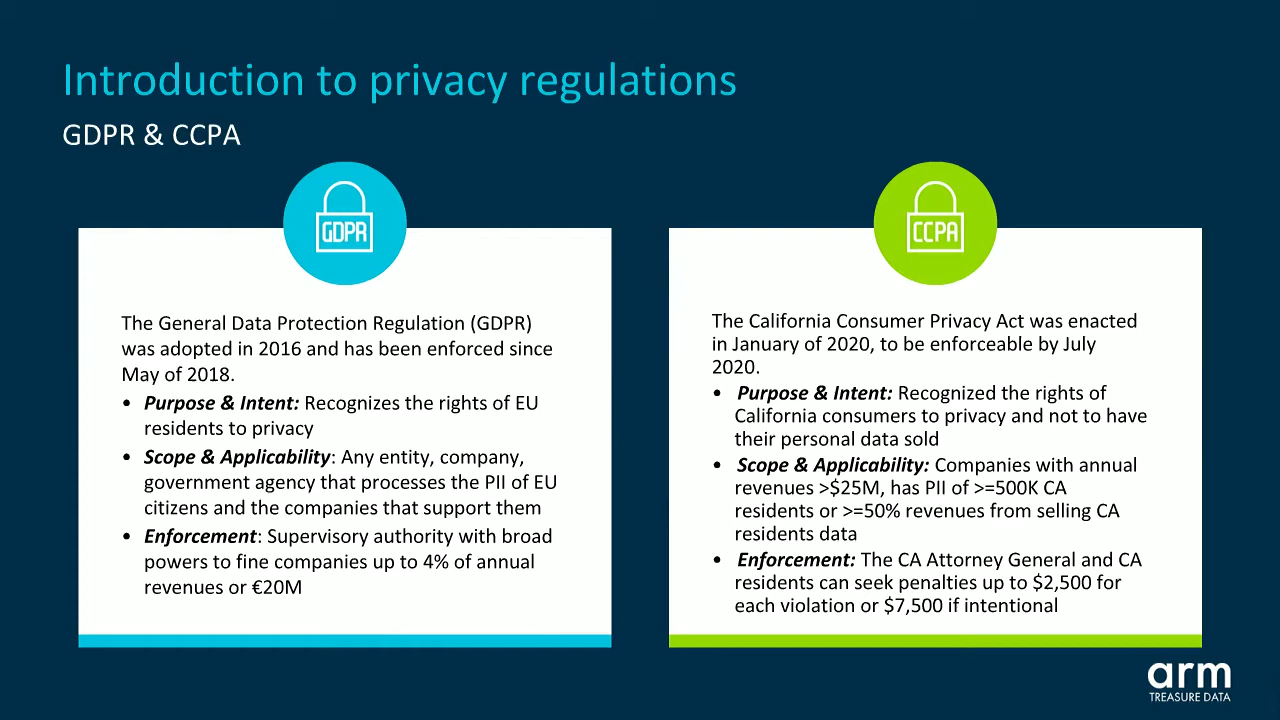 Introduction to privacy regulations
GDPR & CCPA
GDPR
The General Data Protection Regulation (GDPR)
was adopted in 2016 and has been enforced since
May of 2018.
• Purpose & Intent: Recognizes the rights of EU
residents to privacy
• Scope & Applicability: Any entity, company,
government agency that processes the PII of EU
citizens and the companies that support them
• Enforcement: Supervisory authority with broad
powers to fine companies up to 4% of annual
revenues or €20M
CCPA
The California Consumer Privacy Act was enacted
in January of 2020, to be enforceable by July
2020.
• Purpose & Intent: Recognized the rights of
California consumers to privacy and not to have
their personal data sold
• Scope & Applicability: Companies with annual
revenues >$25M, has PII of >=500K CA
residents or >=50% revenues from selling CA
residents data
• Enforcement: The CA Attorney General and CA
residents can seek penalties up to $2,500 for
each violation or $7,500 if intentional
arm
TREASURE DATA